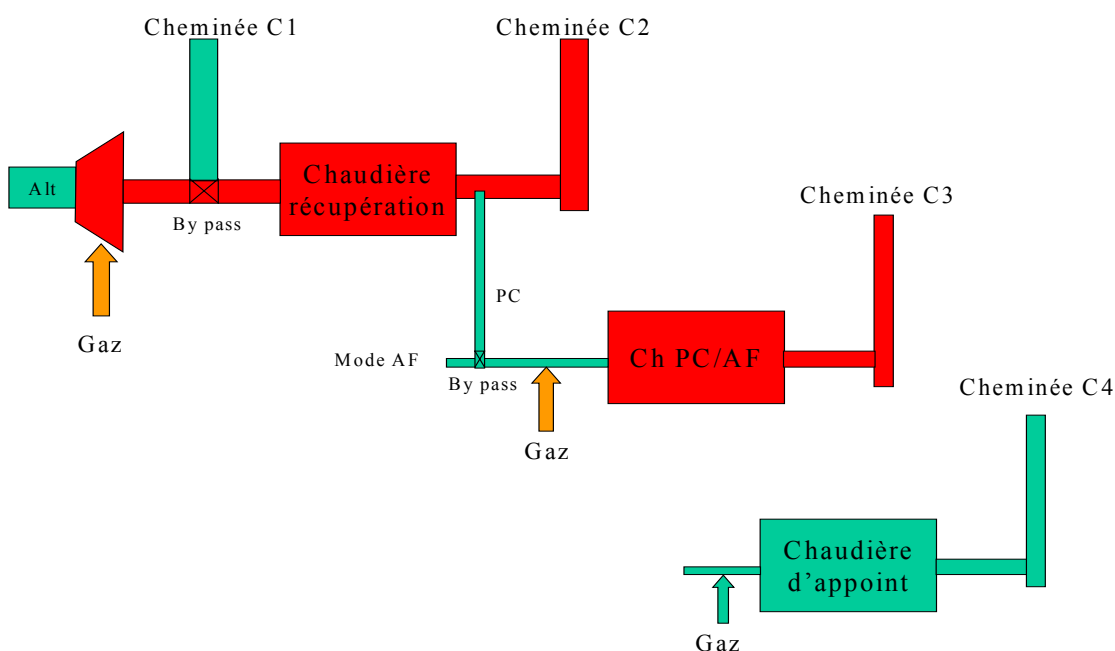 Cheminée C1
Cheminée C2
Alt
Chaudière
récupération
By pass
Cheminée C3
Gaz
PC
Mode AF
By pass
Ch PC/AF
Gaz
Cheminée C4
Chaudière
d'appoint
Gaz